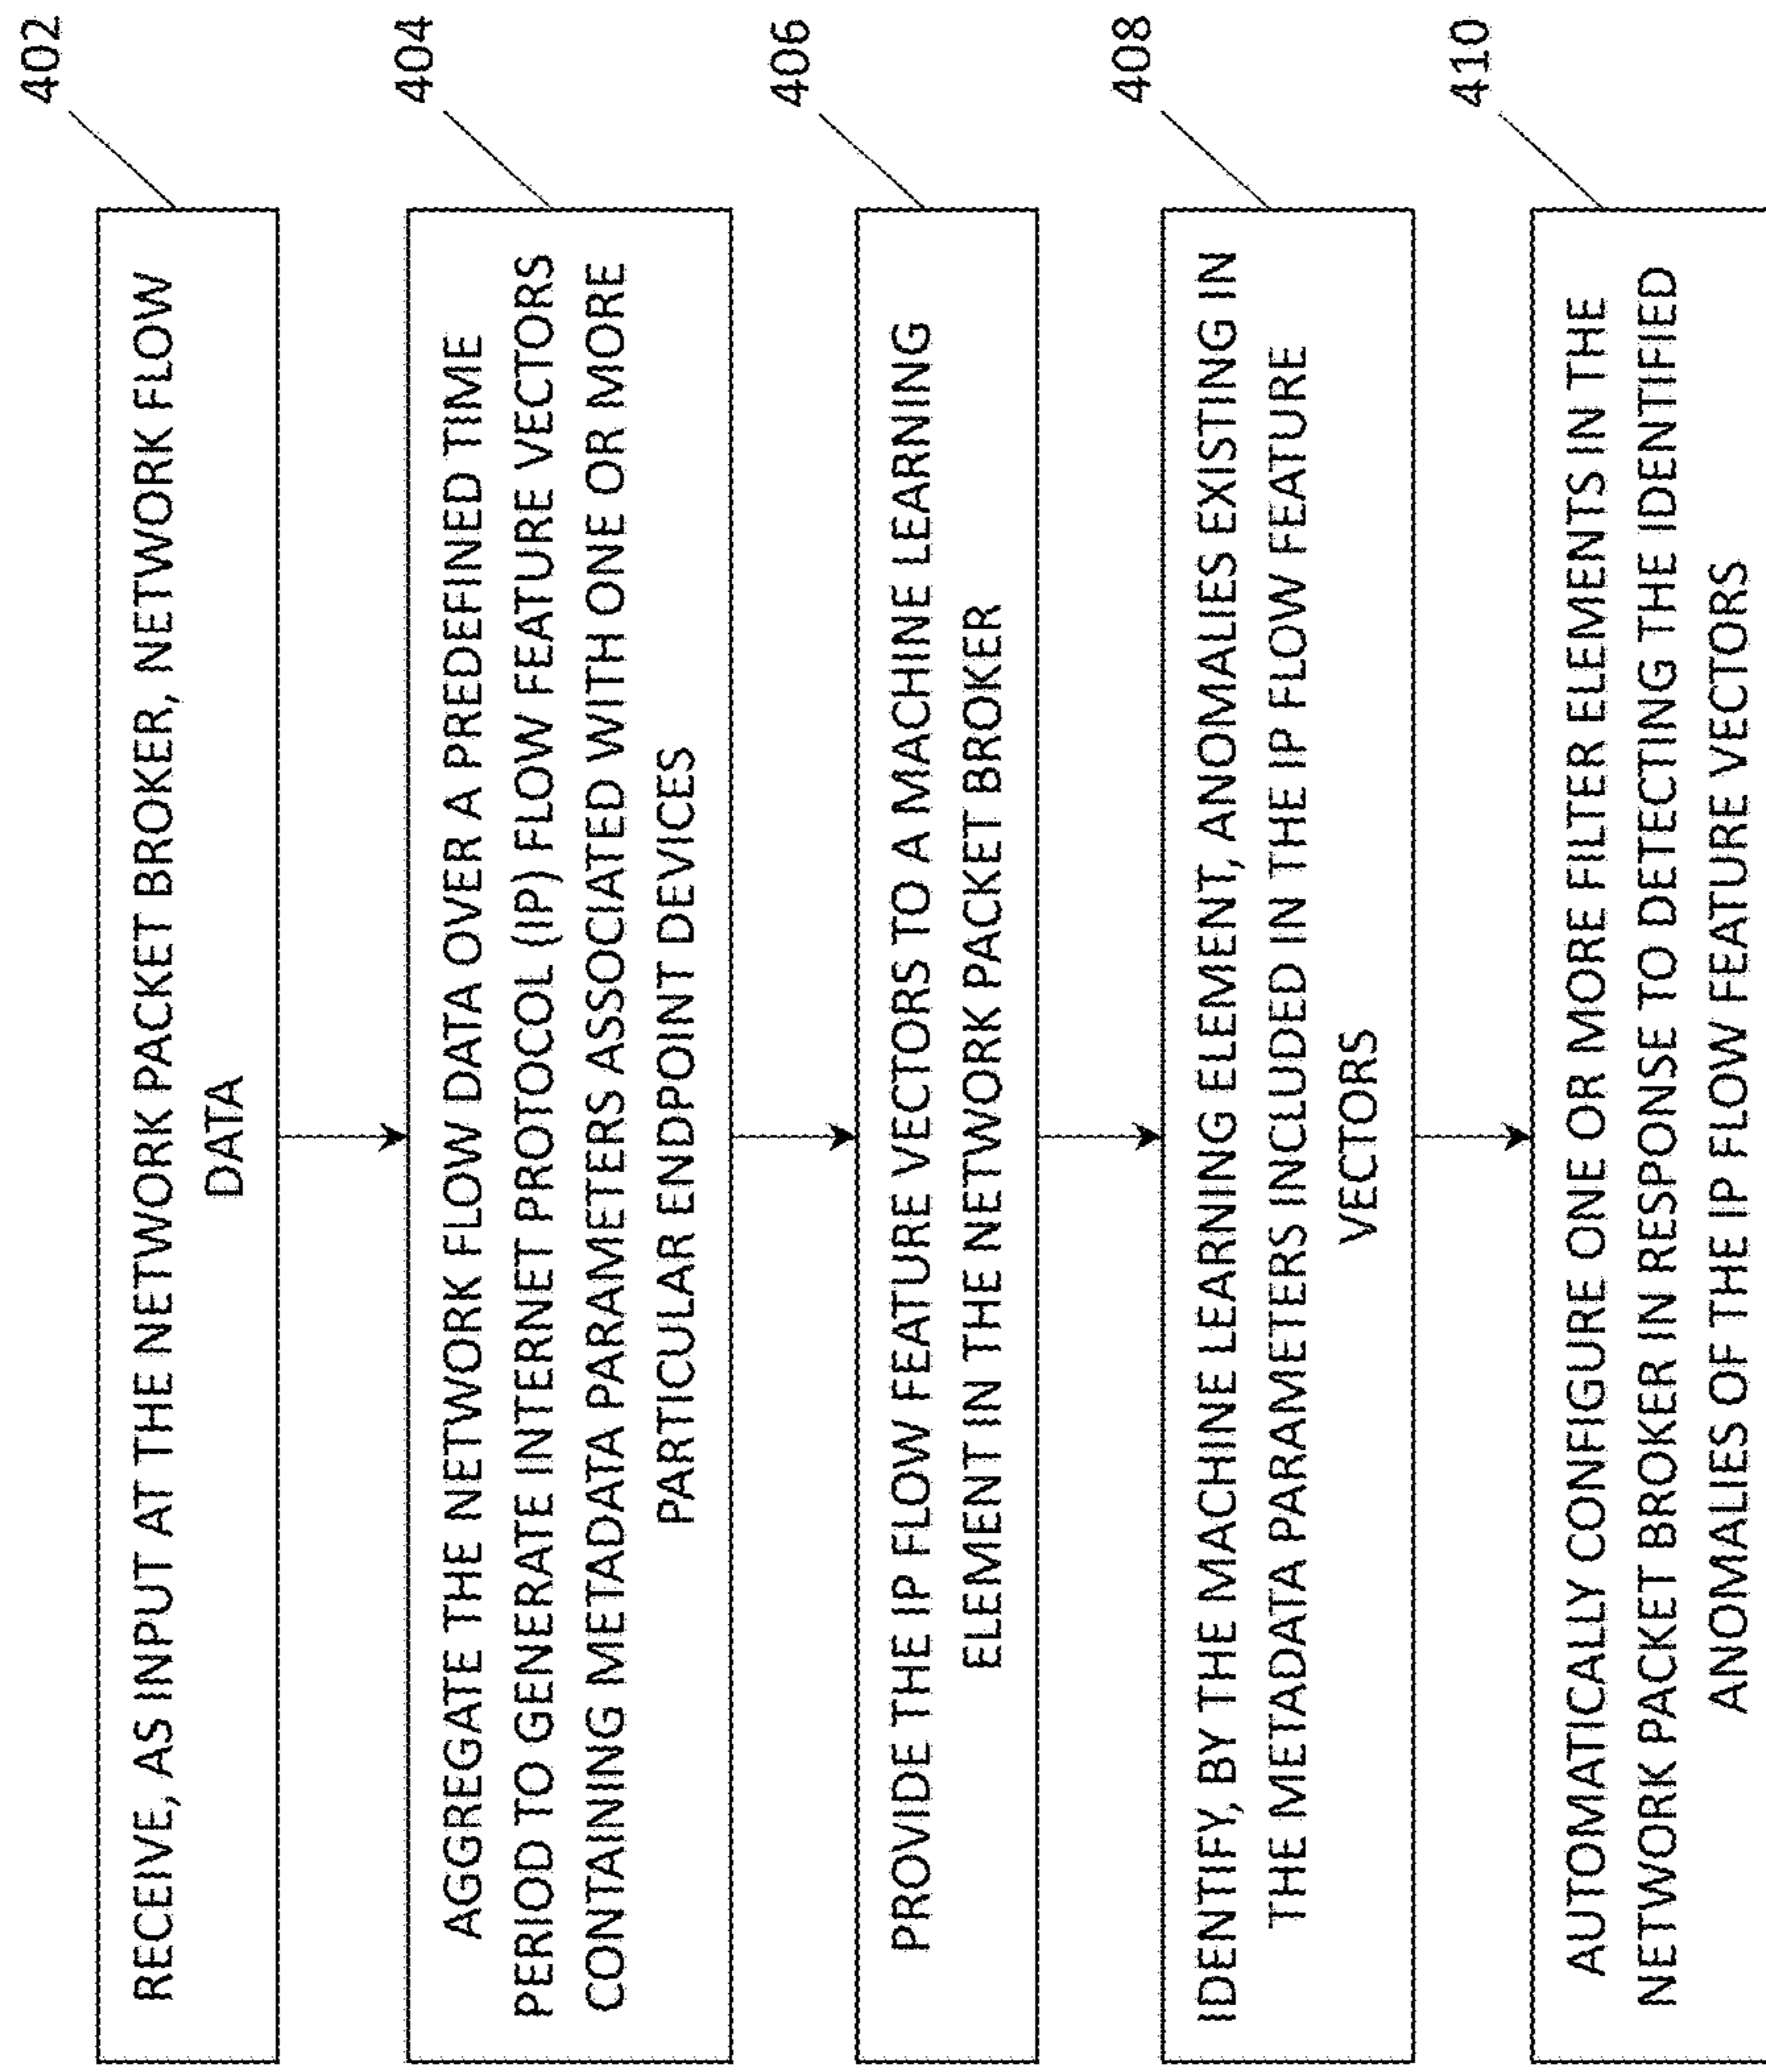 402
RECEIVE, AS INPUT AT THE NETWORK PACKET BROKER, NETWORK FLOW
DATA
404
AGGREGATE THE NETWORK FLOW DATA OVER A PREDEFINED TIME
PERIOD TO GENERATE INTERNET PROTOCOL (IP) FLOW FEATURE VECTORS
CONTAINING METADATA PARAMETERS ASSOCIATED WITH ONE OR MORE
PARTICULAR ENDPOINT DEVICES
406
PROVIDE THE IP FLOW FEATURE VECTORS TO A MACHINE LEARNING
ELEMENT IN THE NETWORK PACKET BROKER
408
IDENTIFY, BY THE MACHINE LEARNING ELEMENT, ANOMALIES EXISTING IN
THE METADATA PARAMETERS INCLUDED IN THE IP FLOW FEATURE
VECTORS
410
AUTOMATICALLY CONFIGURE ONE OR MORE FILTER ELEMENTS IN THE
NETWORK PACKET BROKER IN RESPONSE TO DETECTING THE IDENTIFIED
ANOMALIES OF THE IP FLOW FEATURE VECTORS